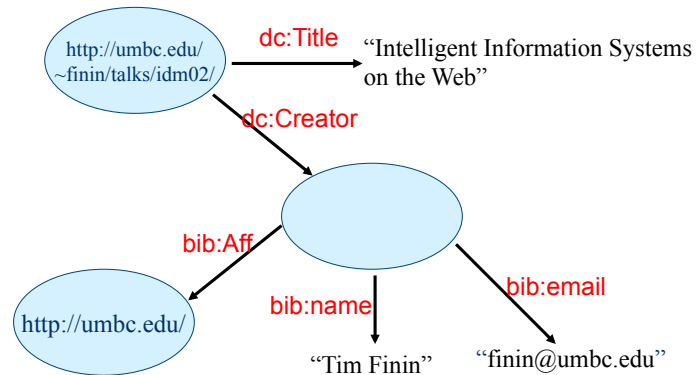 http://umbc.edu/
~finin/talks/idm02/
dc:Title
“Intelligent Information Systems
on the Web”
dc:Creator
bib:Aff
http://umbc.edu/
bib:name
bib:email
“Tim Finin”
“finin@umbc.edu”